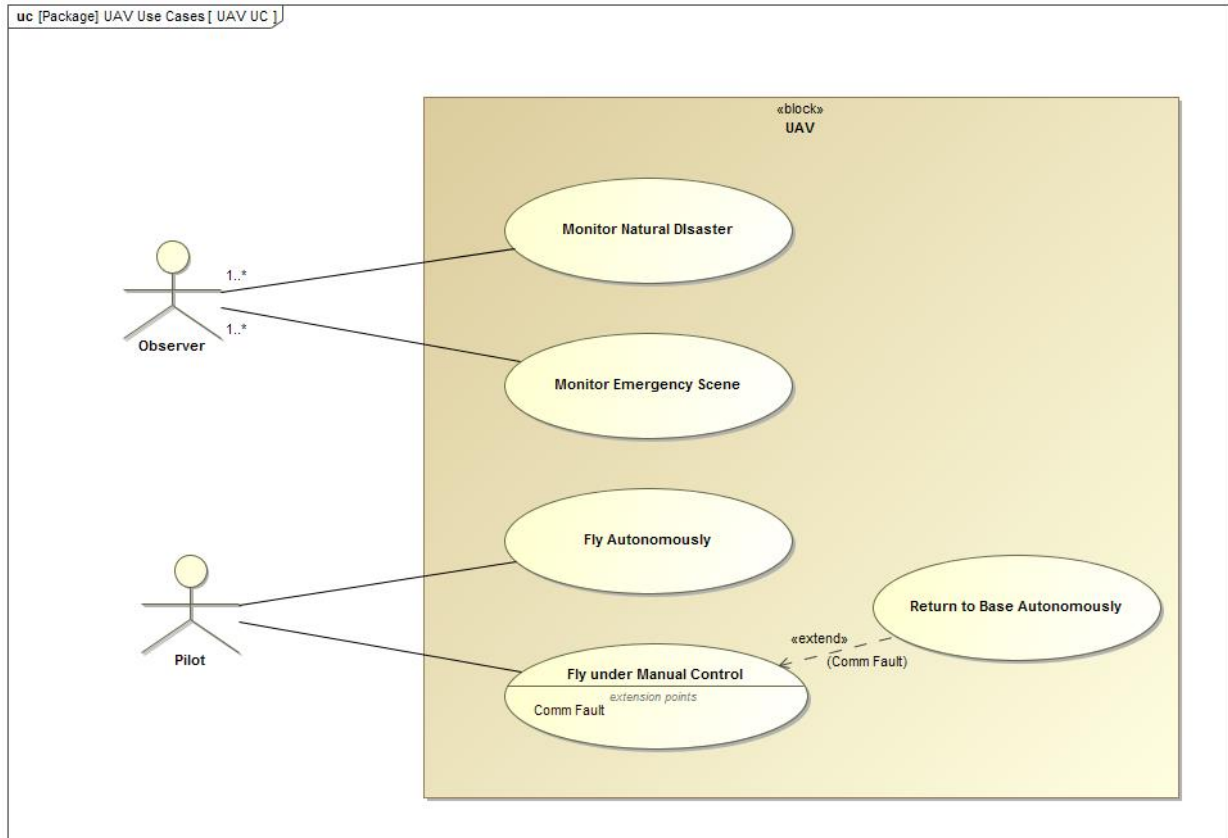 uc [Package] UAV Use Cases [ UAV UC ]
«block»
UAV
Monitor Natural DIsaster
1..*
1..*
Observer
Monitor Emergency Scene
Fly Autonomously
Return to Base Autonomously
«extend»
(Comm Fault)
Pilot
Fly under Manual Control
extension points
Comm Fault